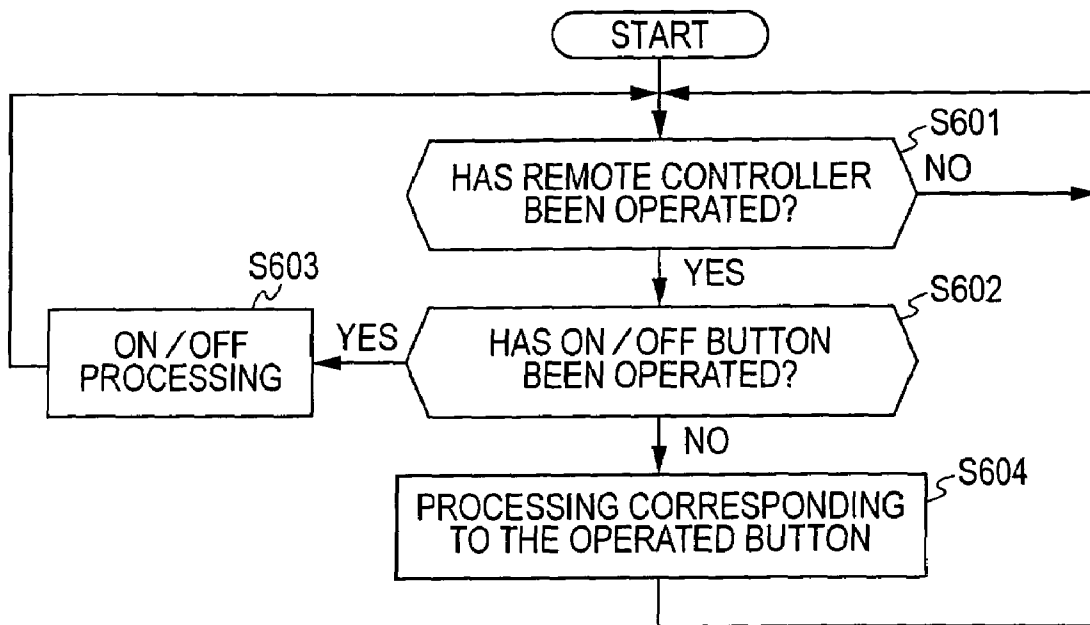 START
S601
HAS REMOTE CONTROLLER
BEEN OPERATED?
NO
YES
S602
HAS ON/OFF BUTTON
BEEN OPERATED?
YES
S603
ON/OFF
PROCESSING
NO
S604
PROCESSING CORRESPONDING
TO THE OPERATED BUTTON